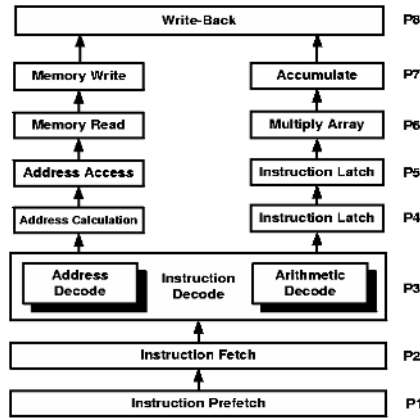 Write-Back P8
Memory Write Accumulate P7
Memory Read Multiply Array P6
Address Access Instruction Latch P5
Address Calculation Instruction Latch P4
Address Decode Instruction Decode Arithmetic Decode P3
Instruction Fetch P2
Instruction Prefetch P1